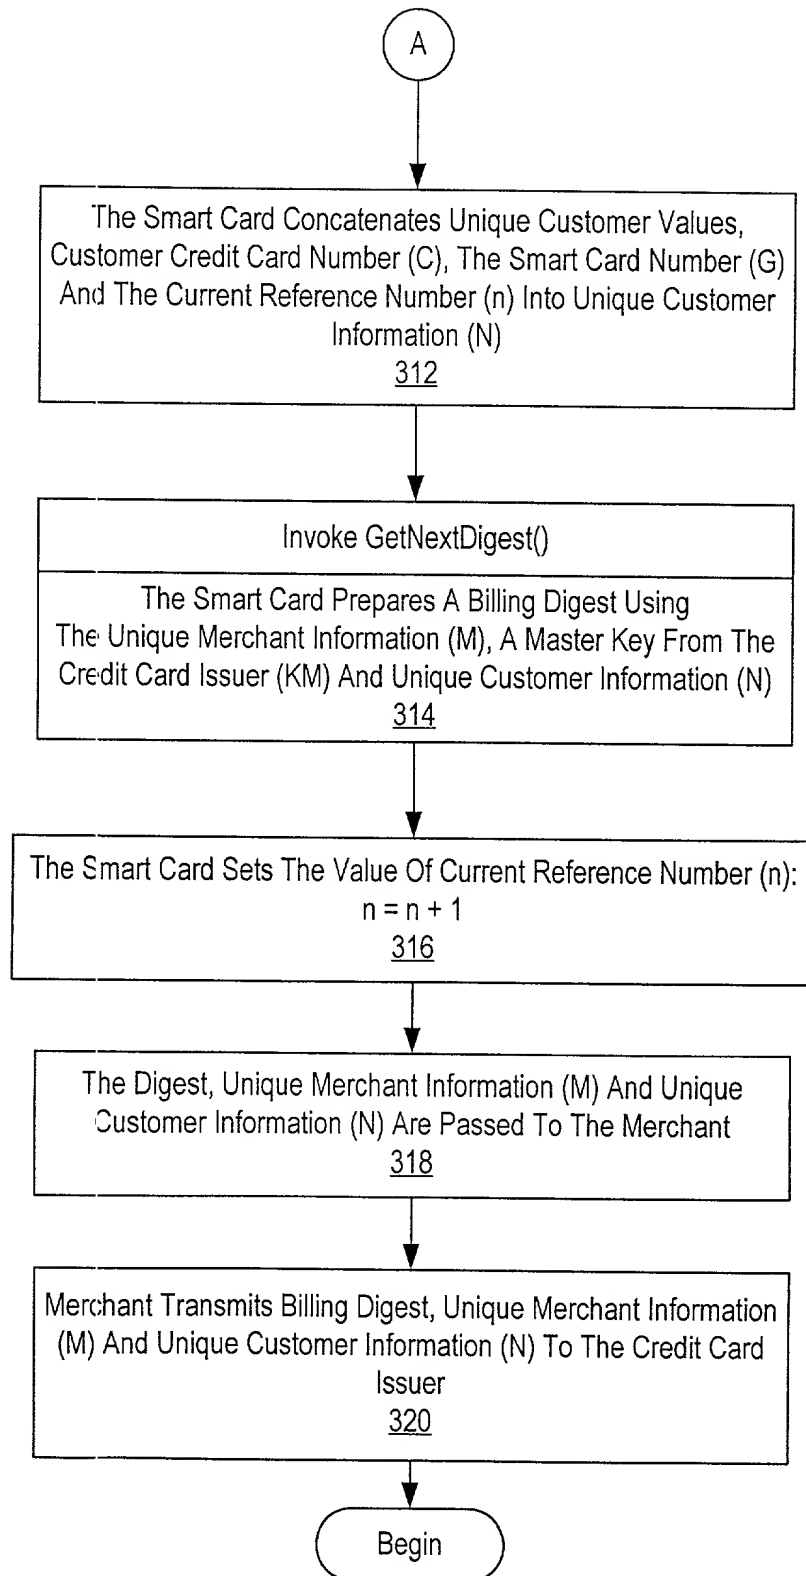 A
The Smart Card Concatenates Unique Customer Values,
Customer Credit Card Number (C), The Smart Card Number (G)
And The Current Reference Number (n) Into Unique Customer
Information (N)
312
Invoke GetNextDigest()
The Smart Card Prepares A Billing Digest Using
The Unique Merchant Information (M), A Master Key From The
Credit Card Issuer (KM) And Unique Customer Information (N)
314
The Smart Card Sets The Value Of Current Reference Number (n):
n = n + 1
316
The Digest, Unique Merchant Information (M) And Unique
Customer Information (N) Are Passed To The Merchant
318
Merchant Transmits Billing Digest, Unique Merchant Information
(M) And Unique Customer Information (N) To The Credit Card
Issuer
320
Begin